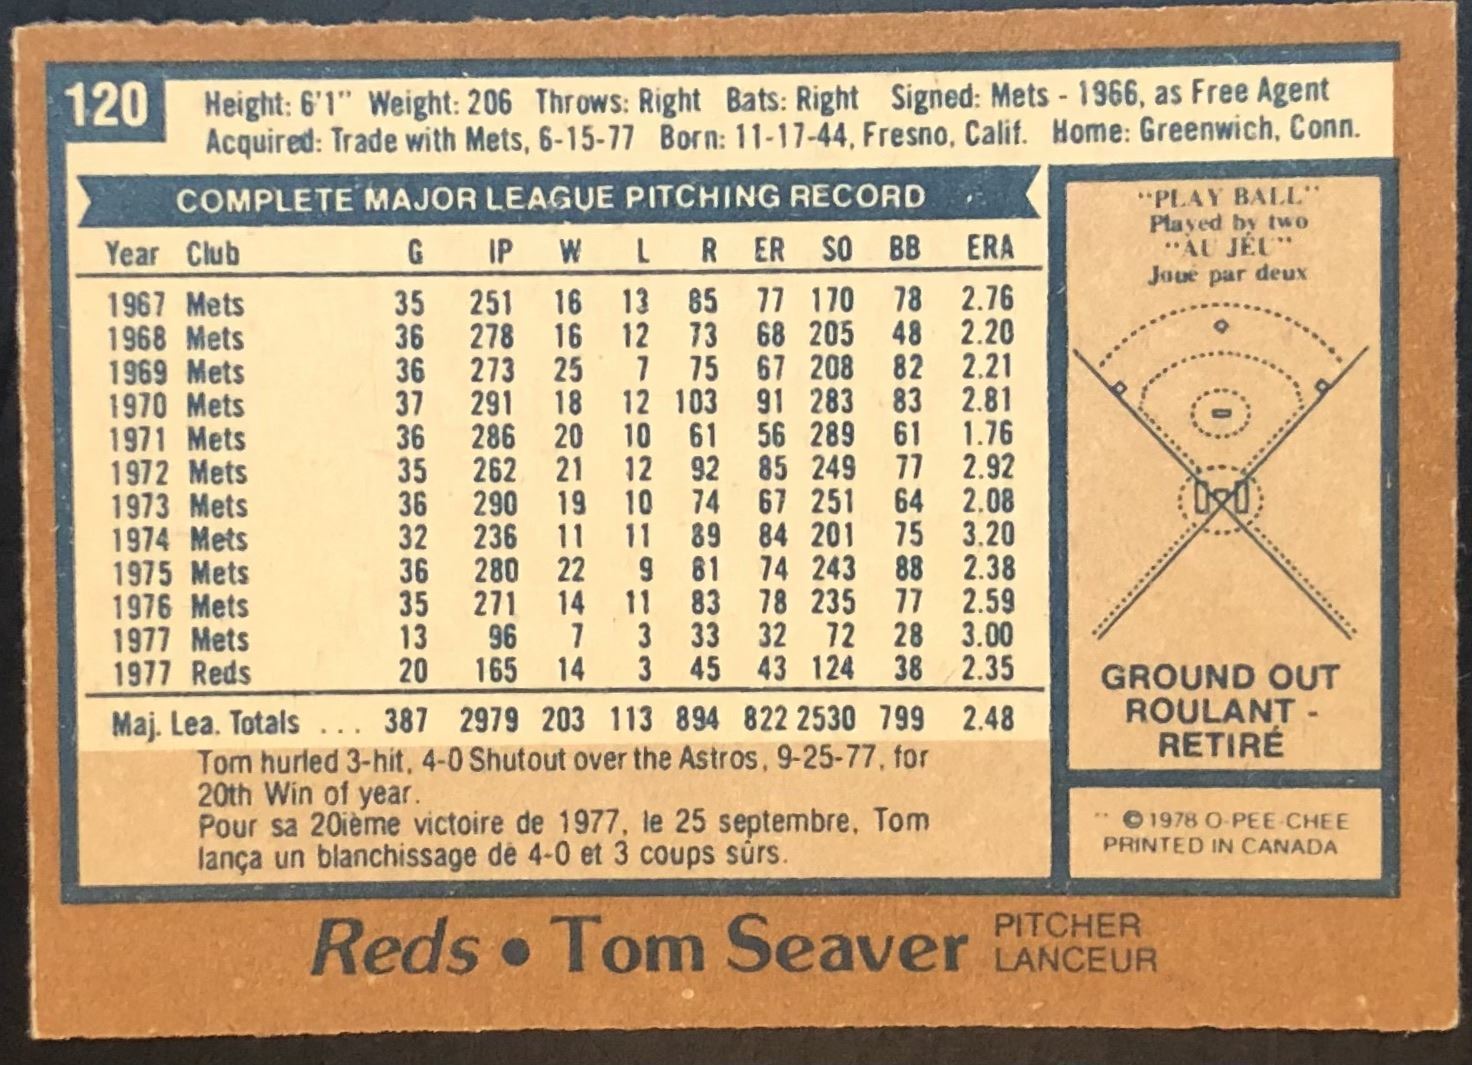 120
Height: 6'1" Weight: 206 Throws: Right Bats: Right Signed: Mets - 1966, as Free Agent
Acquired: Trade with Mets, 6-15-77 Born: 11-17-44, Fresno, Calif. Home: Greenwich, Conn.
COMPLETE MAJOR LEAGUE PITCHING RECORD
Year Club G IP W L R ER SO BB ERA
1967 Mets 35 251 16 13 85 77 170 78 2.76
1968 Mets 36 278 16 12 73 68 205 48 2.20
1969 Mets 36 273 25 7 75 67 208 82 2.21
1970 Mets 37 291 18 12 103 91 283 83 2.81
1971 Mets 36 286 20 10 61 56 289 61 1.76
1972 Mets 35 262 21 12 92 85 249 77 2.92
1973 Mets 36 290 19 10 74 67 251 64 2.08
1974 Mets 32 236 11 11 89 84 201 75 3.20
1975 Mets 36 280 22 9 81 74 243 88 2.38
1976 Mets 35 271 14 11 83 78 235 77 2.59
1977 Mets 13 96 7 3 33 32 72 28 3.00
1977 Reds 20 165 14 3 45 43 124 38 2.35
Maj. Lea. Totals ... 387 2979 203 113 894 822 2530 799 2.48
Tom hurled 3-hit, 4-0 Shutout over the Astros, 9-25-77, for
20th Win of year.
Pour sa 20ième victoire de 1977, le 25 septembre, Tom
lança un blanchissage de 4-0 et 3 coups sûrs.
"PLAY BALL"
Played by two
"AU JÉU"
Joué par deux
GROUND OUT
ROULANT -
RETIRÉ
©1978 O-PEE-CHEE
PRINTED IN CANADA
Reds • Tom Seaver PITCHER
LANCEUR